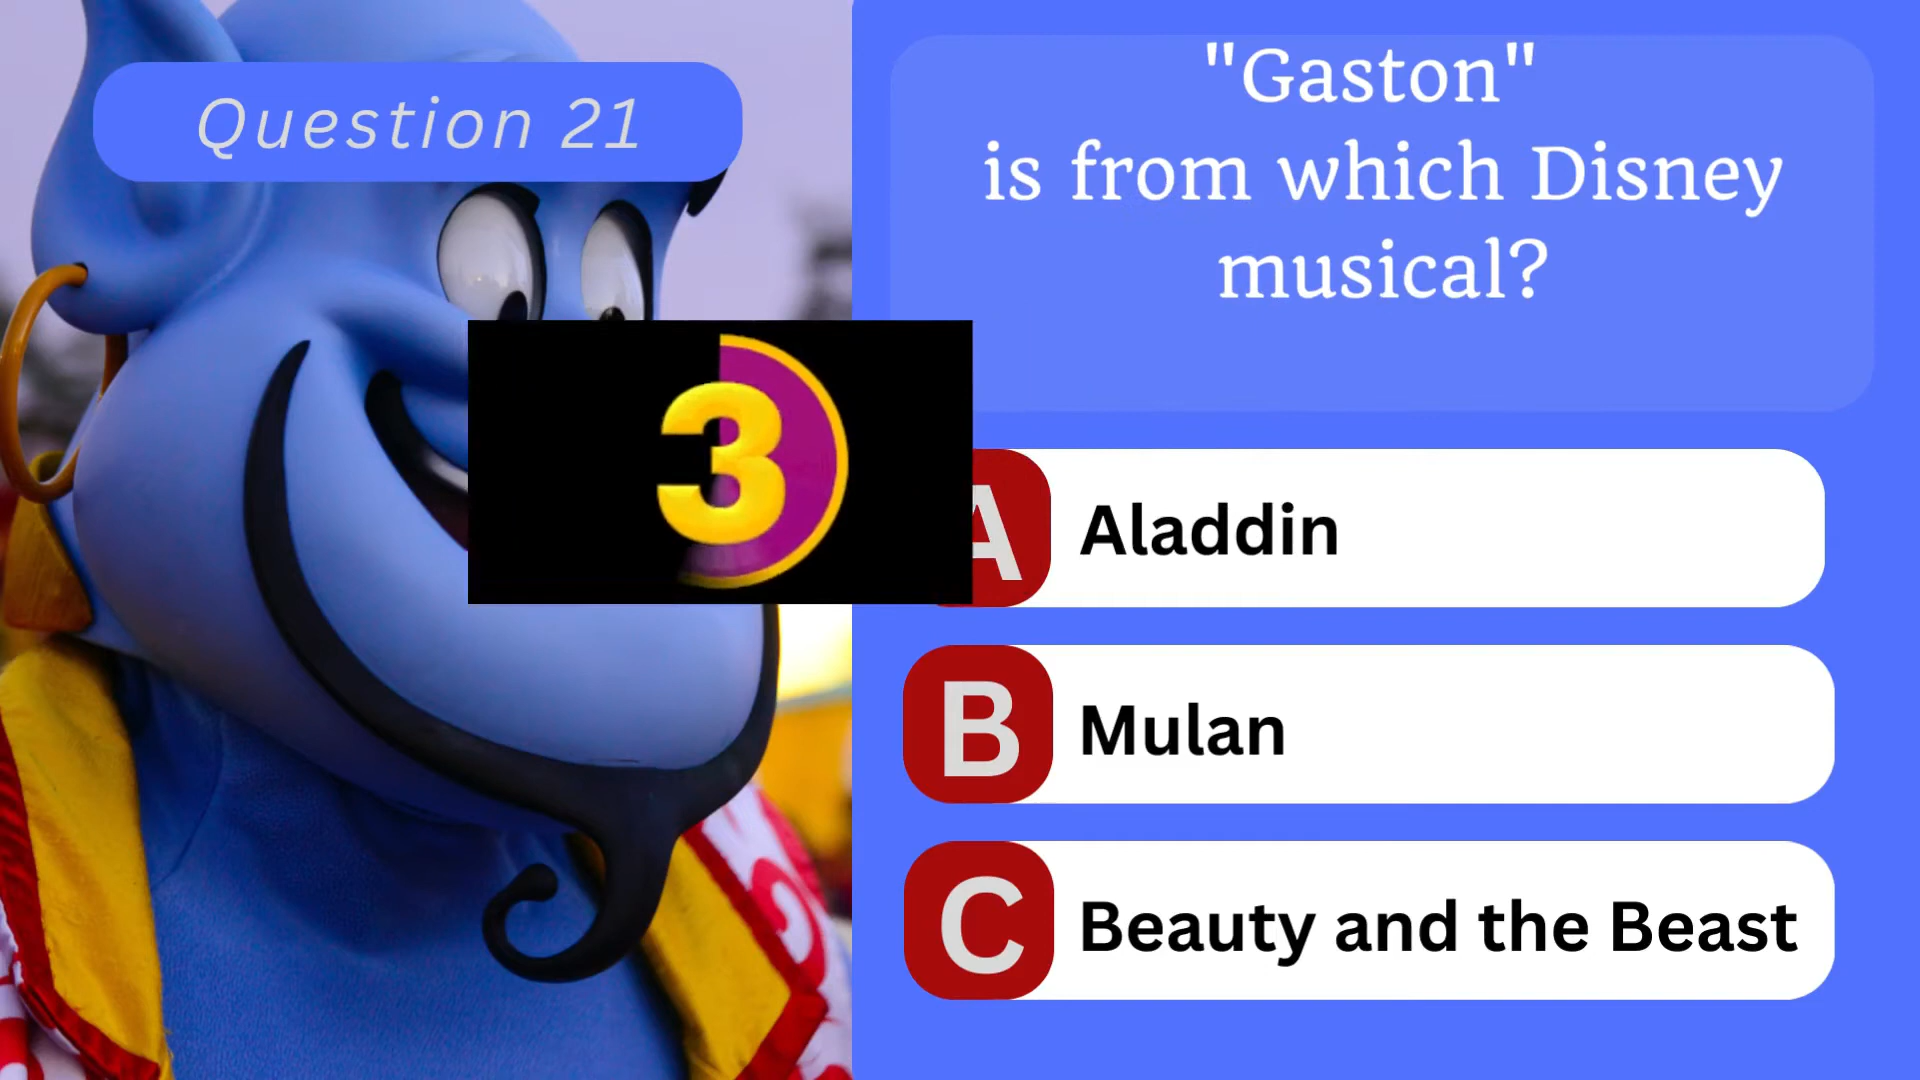 Question 21
"Gaston"
is from which Disney
musical?
3
A
Aladdin
B
Mulan
C
Beauty and the Beast